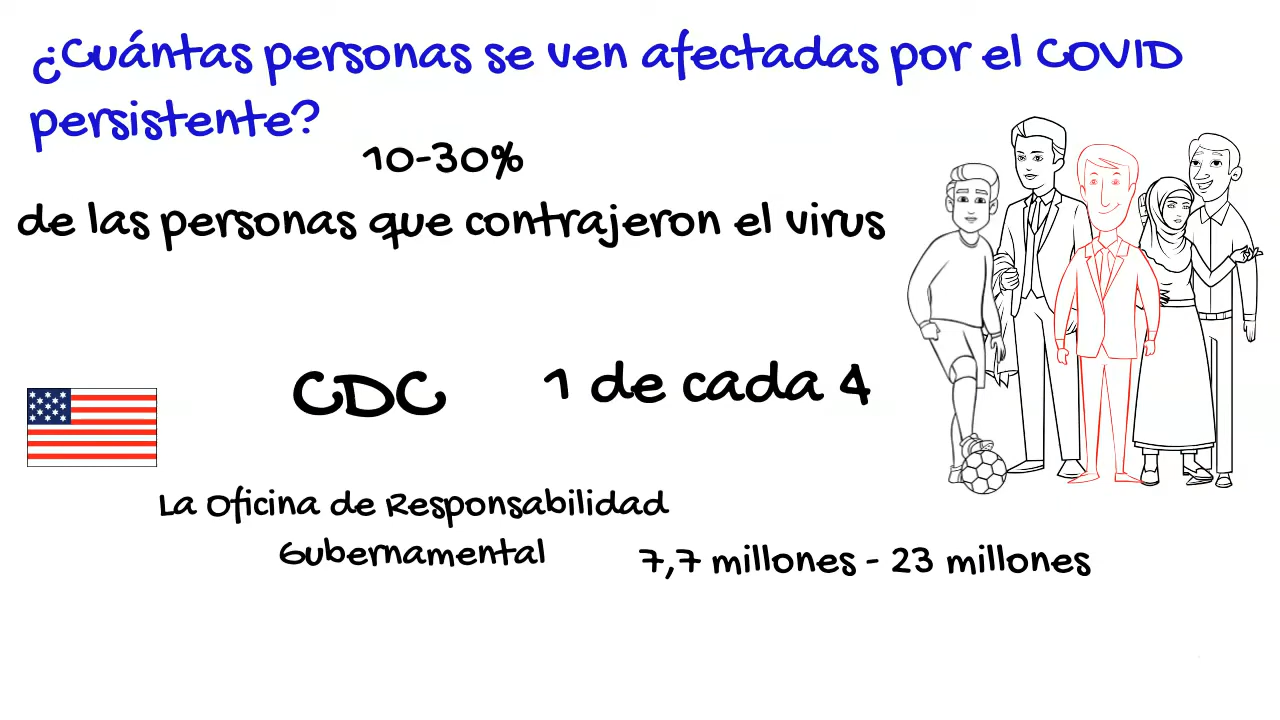 ¿Cuántas personas se ven afectadas por el COVID
persistente?
10-30%
de las personas que contrajeron el virus
CDC
1 de cada 4
La Oficina de Responsabilidad
Gubernamental
7,7 millones - 23 millones